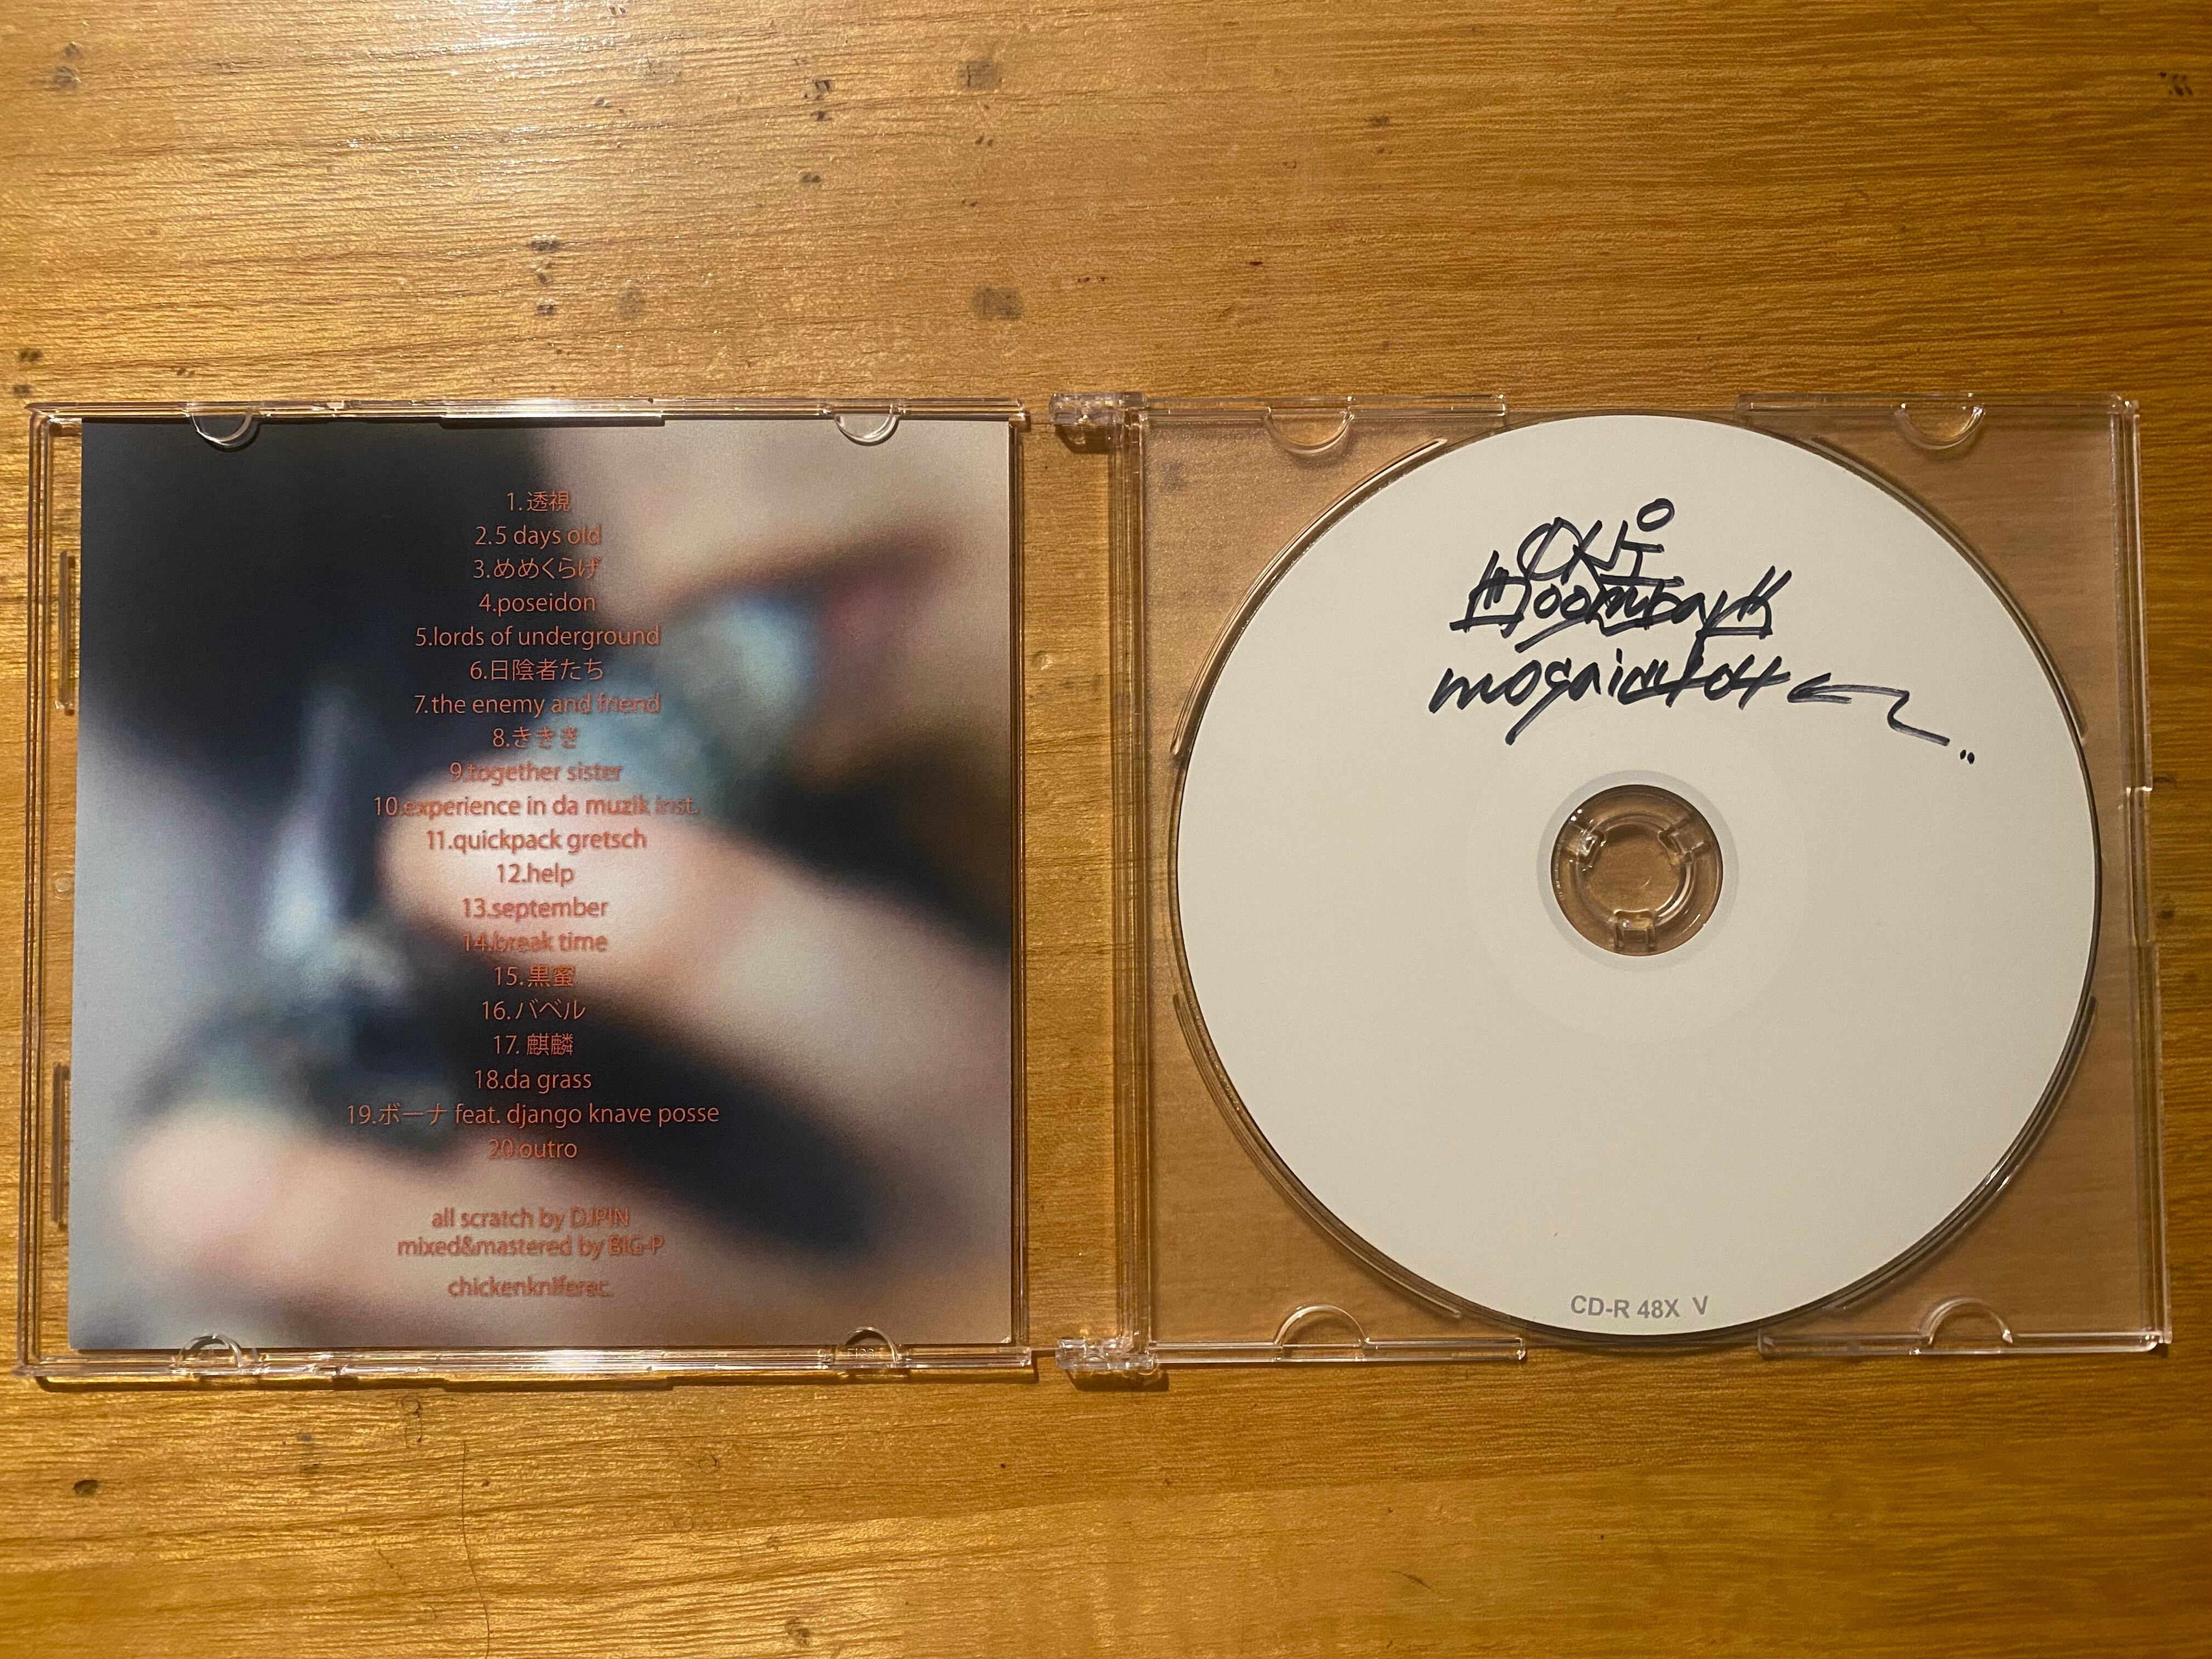 1.透視
2.5 days old
3.めめくらげ
4.poseidon
5.lords of underground
6.日陰者たち
7.the enemy and friend
8.ききぎ
9.together sister
10.experience in da muzik inst.
11.quickpack gretsch
12.help
13.september
14.break time
15.黒蜜
16.バベル
17. 麒麟
18.da grass
19.ボーナ feat. django knave posse
20.outro
all scratch by DJPIN
mixed&mastered by BIG-P
chickenkniferec.
CD-R 48X V